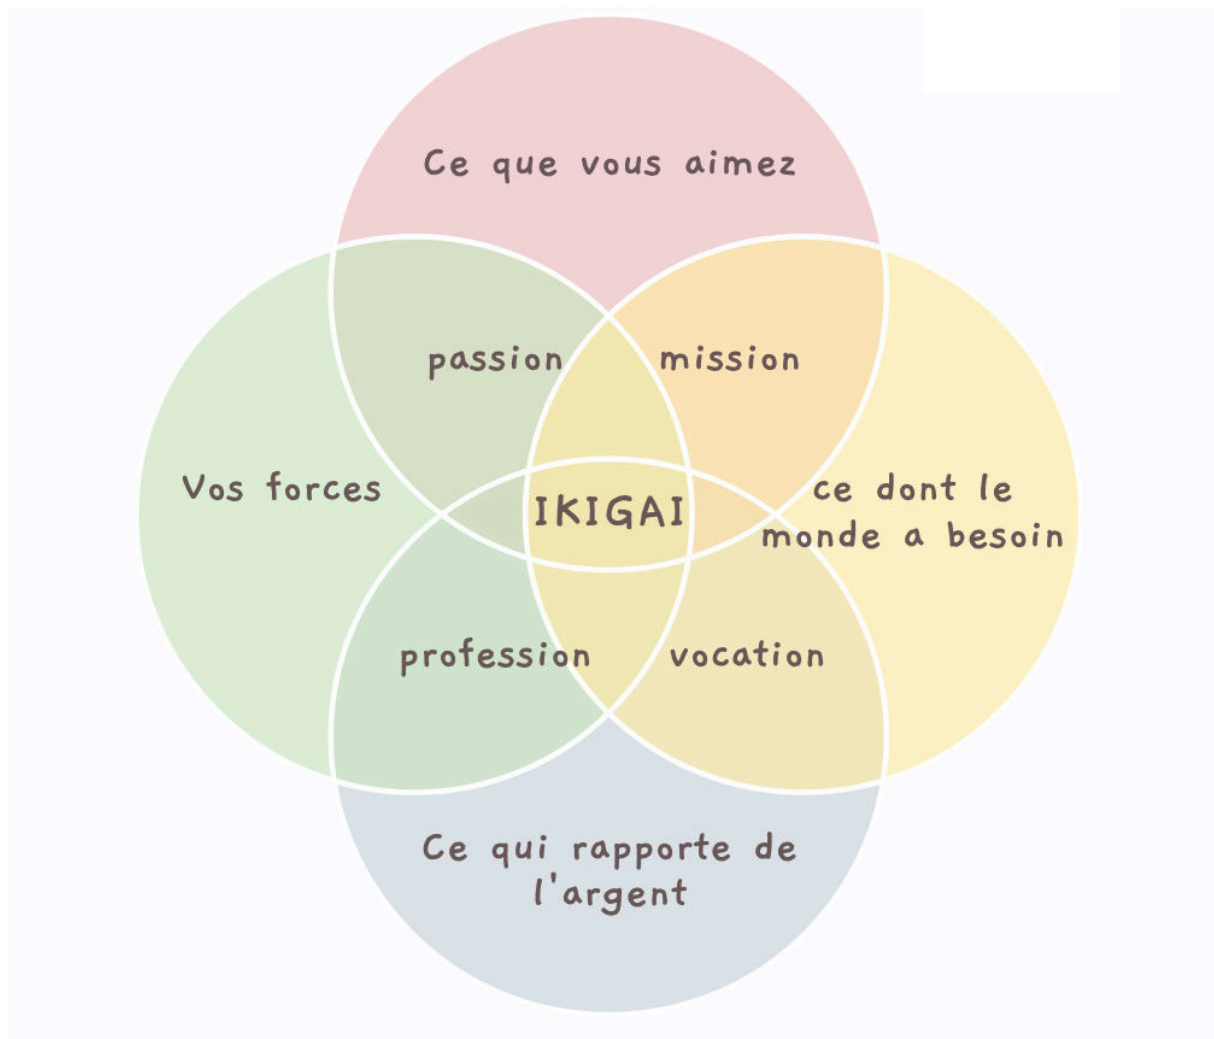 Ce que vous aimez
passion
mission
Vos forces
IKIGAI
ce dont le
monde a besoin
profession
vocation
Ce qui rapporte de
l'argent